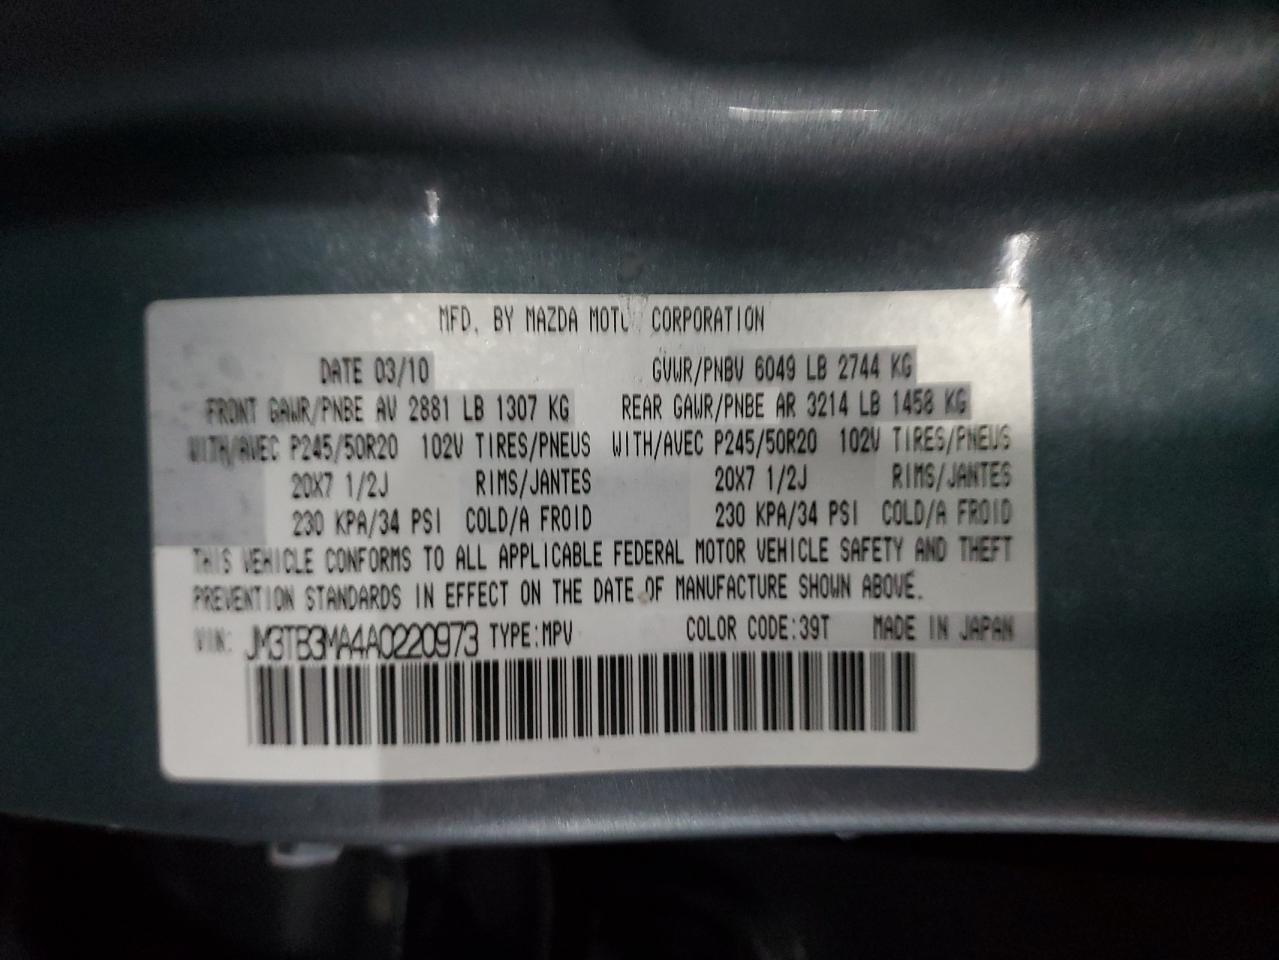 MFD. BY MAZDA MOTO CORPORATION
DATE 03/10 GVWR/PNBV 6049 LB 2744 KG
FRONT GAWR/PNBE AV 2881 LB 1307 KG REAR GAWR/PNBE AR 3214 LB 1458 KG
WITH/AVEC P245/50R20 102V TIRES/PNEUS WITH/AVEC P245/50R20 102V TIRES/PNEUS
20X7 1/2J RIMS/JANTES 20X7 1/2J RIMS/JANTES
230 KPA/34 PSI COLD/A FROID 230 KPA/34 PSI COLD/A FROID
THIS VEHICLE CONFORMS TO ALL APPLICABLE FEDERAL MOTOR VEHICLE SAFETY AND THEFT
PREVENTION STANDARDS IN EFFECT ON THE DATE OF MANUFACTURE SHOWN ABOVE.
VIN: JM3TB3MA4A0220973 TYPE:MPV COLOR CODE:39T MADE IN JAPAN